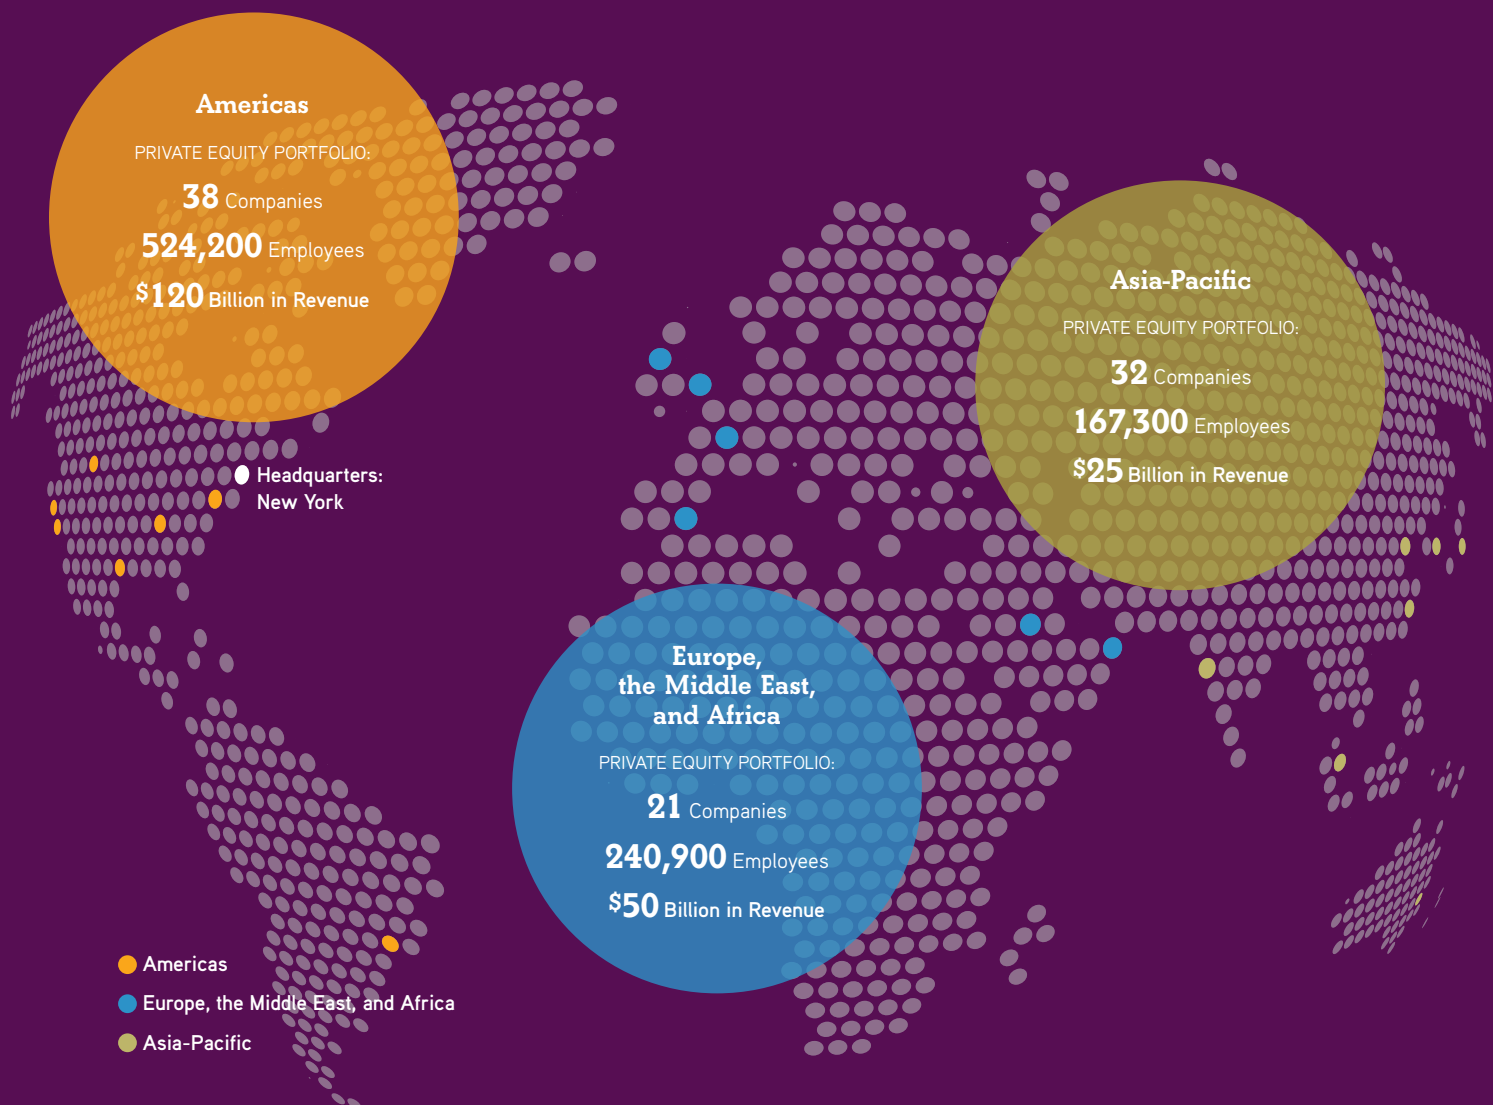 Americas
PRIVATE EQUITY PORTFOLIO:
38 Companies
524,200 Employees
$120 Billion in Revenue
Asia-Pacific
PRIVATE EQUITY PORTFOLIO:
32 Companies
167,300 Employees
$25 Billion in Revenue
Headquarters:
New York
Europe,
the Middle East,
and Africa
PRIVATE EQUITY PORTFOLIO:
21 Companies
240,900 Employees
$50 Billion in Revenue
Americas
Europe, the Middle East, and Africa
Asia-Pacific